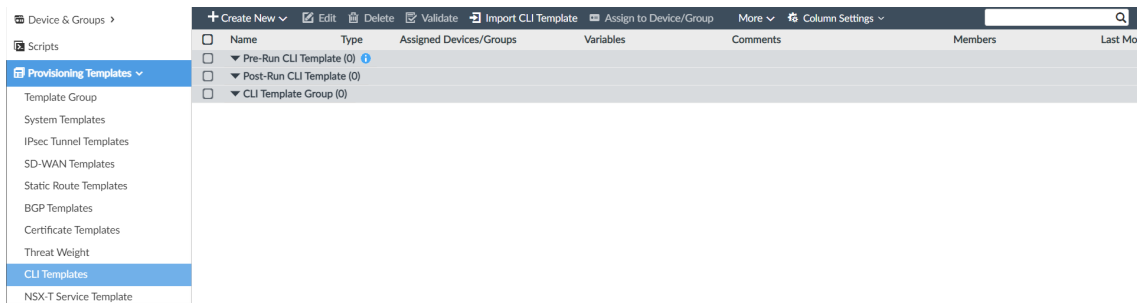 Device & Groups
Scripts
Provisioning Templates
Template Group
System Templates
IPsec Tunnel Templates
SD-WAN Templates
Static Route Templates
BGP Templates
Certificate Templates
Threat Weight
CLI Templates
NSX-T Service Template
+ Create New Edit Delete Validate Import CLI Template Assign to Device/Group More Column Settings
Name Type Assigned Devices/Groups Variables Comments Members Last Mo
Pre-Run CLI Template (0)
Post-Run CLI Template (0)
CLI Template Group (0)